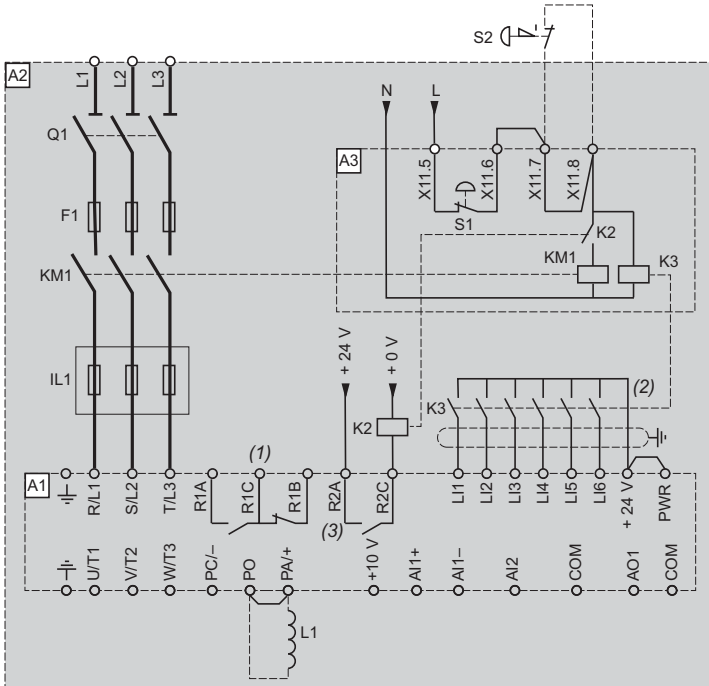 S2
A2
L1
L2
L3
N
L
Q1
A3
X11.5
X11.6
X11.7
X11.8
S1
K2
F1
KM1
KM1
K3
+ 24 V
+ 0 V
IL1
K2
K3
(2)
(1)
A1
R/L1
S/L2
T/L3
R1A
R1C
R1B
R2A
R2C
LI1
LI2
LI3
LI4
LI5
LI6
+ 24 V
PWR
(3)
U/T1
V/T2
W/T3
PC/–
PO
PA/+
+10 V
AI1+
AI1–
AI2
COM
AO1
COM
L1